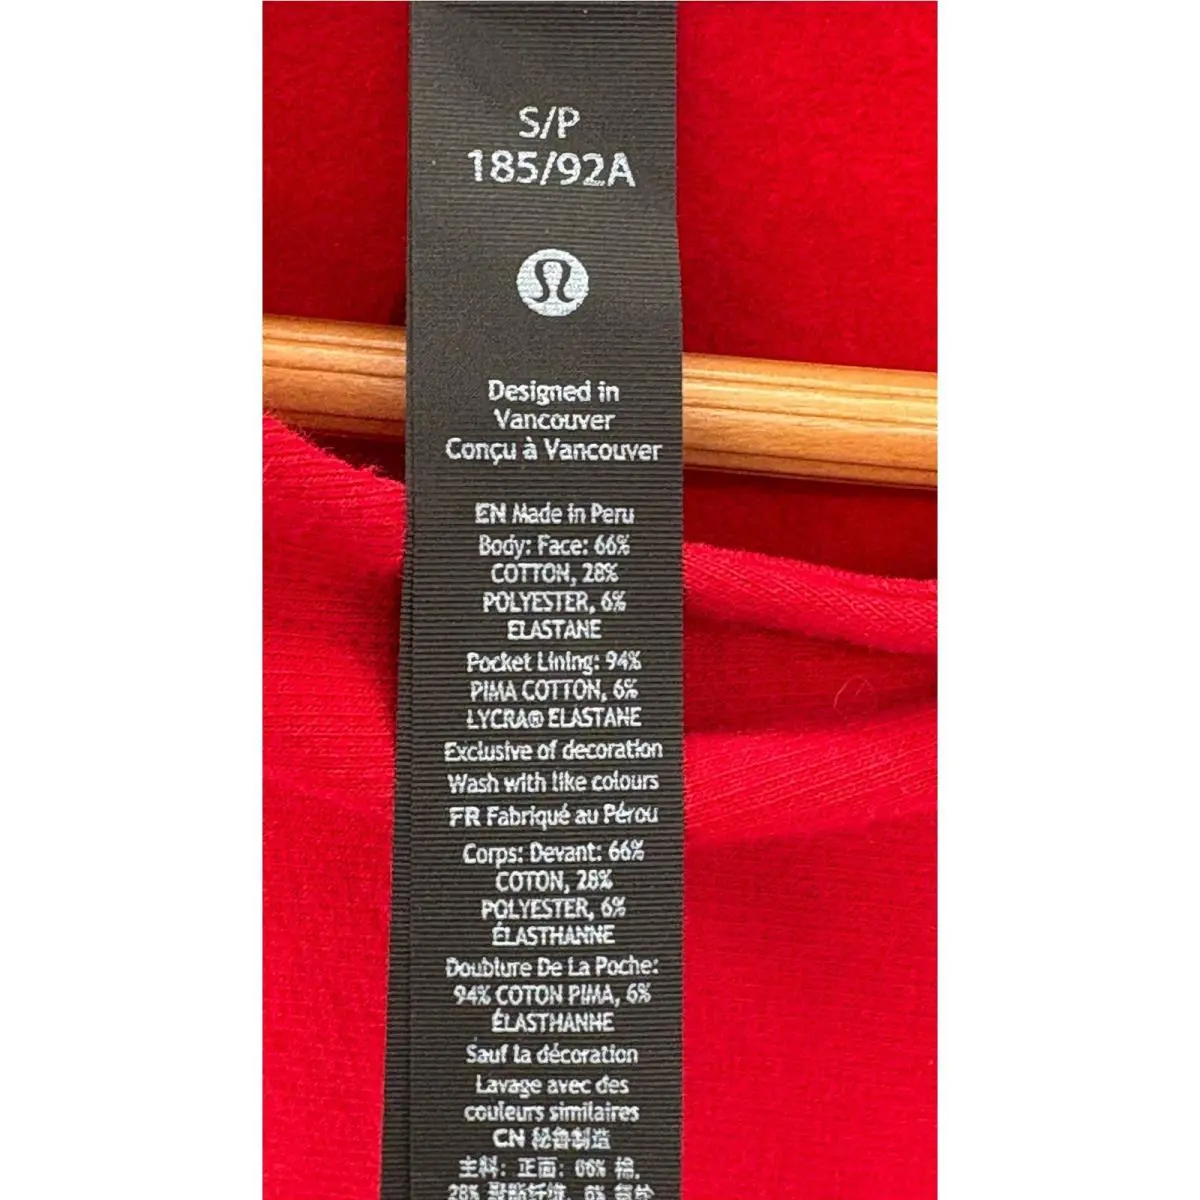 S/P
185/92A
Designed in
Vancouver
Conçu à Vancouver
EN Made in Peru
Body: Face: 66%
COTTON, 28%
POLYESTER, 6%
ELASTANE
Pocket Lining: 94%
PIMA COTTON, 6%
LYCRA® ELASTANE
Exclusive of decoration
Wash with like colours
FR Fabriqué au Pérou
Corps: Devant: 66%
COTON, 28%
POLYESTER, 6%
ÉLASTHANNE
Doublure De La Poche:
94% COTON PIMA, 6%
ÉLASTHANNE
Sauf la décoration
Lavage avec des
couleurs similaires
CN 秘鲁制造
主料: 正面: 66% 棉,
28%